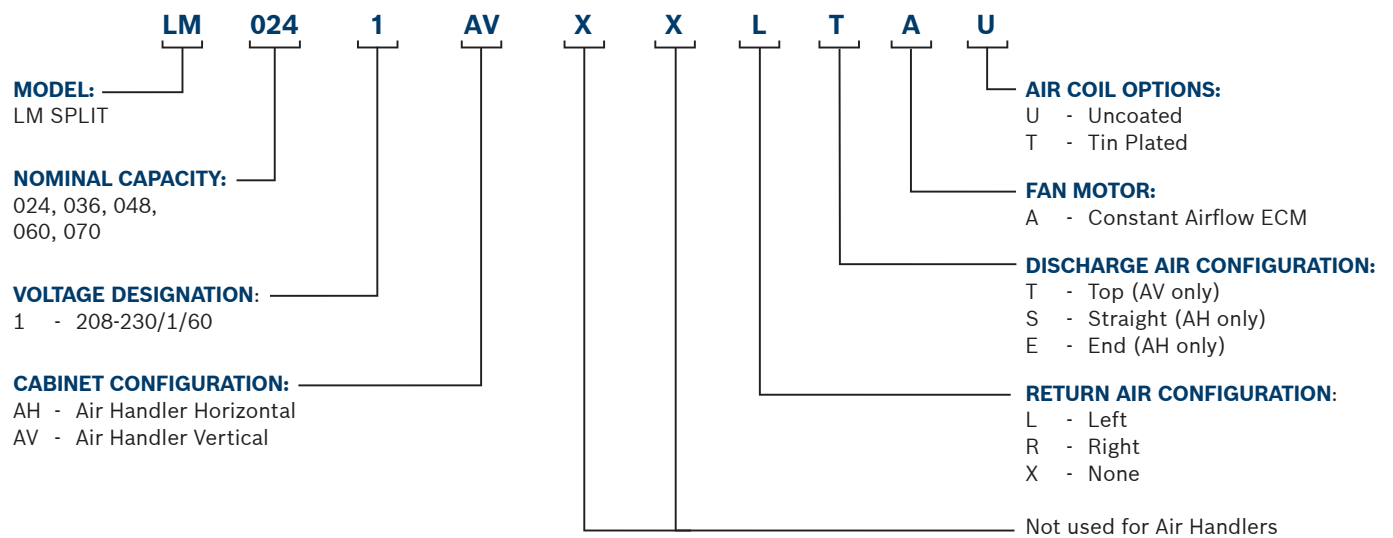 LM 024 1 AV X X L T A U
MODEL:
LM SPLIT
NOMINAL CAPACITY:
024, 036, 048,
060, 070
VOLTAGE DESIGNATION:
1 - 208-230/1/60
CABINET CONFIGURATION:
AH - Air Handler Horizontal
AV - Air Handler Vertical
AIR COIL OPTIONS:
U - Uncoated
T - Tin Plated
FAN MOTOR:
A - Constant Airflow ECM
DISCHARGE AIR CONFIGURATION:
T - Top (AV only)
S - Straight (AH only)
E - End (AH only)
RETURN AIR CONFIGURATION:
L - Left
R - Right
X - None
Not used for Air Handlers